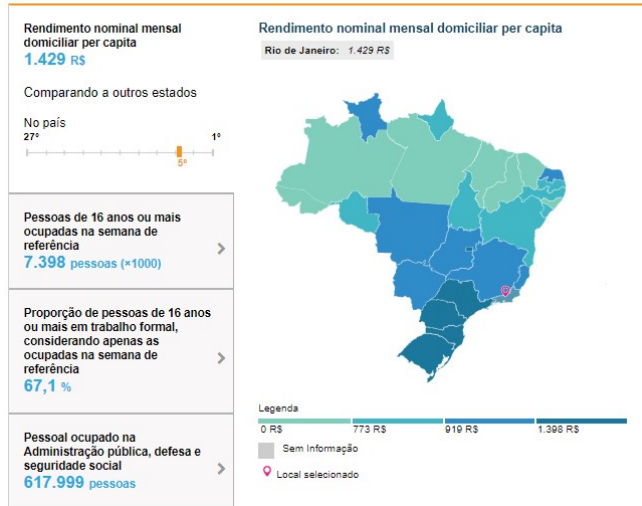 Rendimento nominal mensal
domiciliar per capita
1.429 R$
Comparando a outros estados
No país
27º 1º
5º
Pessoas de 16 anos ou mais
ocupadas na semana de
referência
7.398 pessoas (×1000)
Proporção de pessoas de 16 anos
ou mais em trabalho formal,
considerando apenas as
ocupadas na semana de
referência
67,1 %
Pessoal ocupado na
Administração pública, defesa e
seguridade social
617.999 pessoas
Rendimento nominal mensal domiciliar per capita
Rio de Janeiro: 1.429 R$
Legenda
0 R$ 773 R$ 919 R$ 1.398 R$
Sem Informação
Local selecionado